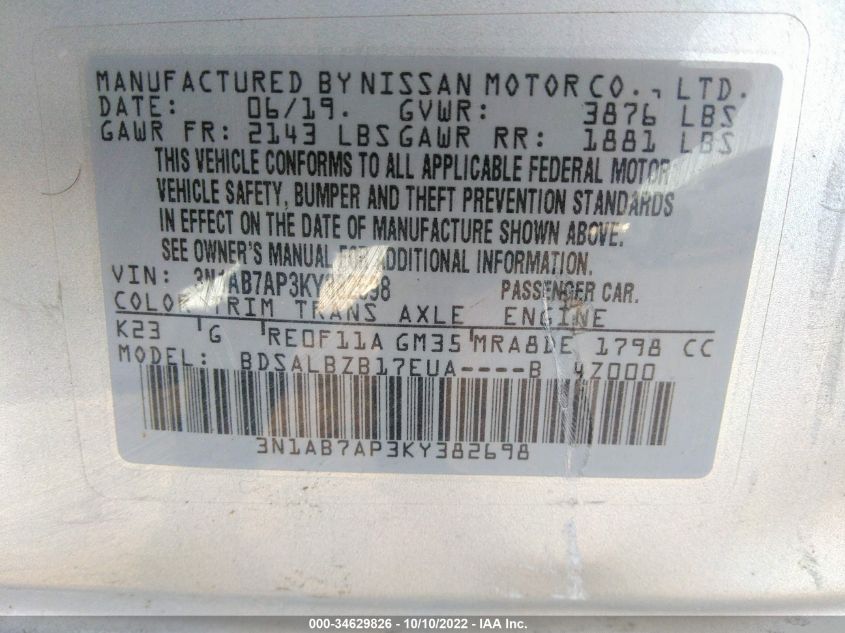 MANUFACTURED BY NISSAN MOTOR CO., LTD.
DATE: 06/19. GVWR: 3876 LBS
GAWR FR: 2143 LBS GAWR RR: 1881 LBS
THIS VEHICLE CONFORMS TO ALL APPLICABLE FEDERAL MOTOR
VEHICLE SAFETY, BUMPER AND THEFT PREVENTION STANDARDS
IN EFFECT ON THE DATE OF MANUFACTURE SHOWN ABOVE.
SEE OWNER'S MANUAL FOR ADDITIONAL INFORMATION.
VIN: 3N1AB7AP3KY382698 PASSENGER CAR.
COLOR TRIM TRANS AXLE ENGINE
K23 G RE0F11A GM35 MRA8DE 1798 CC
MODEL: BDSALBZB17EUA----B 4Z000
3N1AB7AP3KY382698
000-34629826 - 10/10/2022 - IAA Inc.